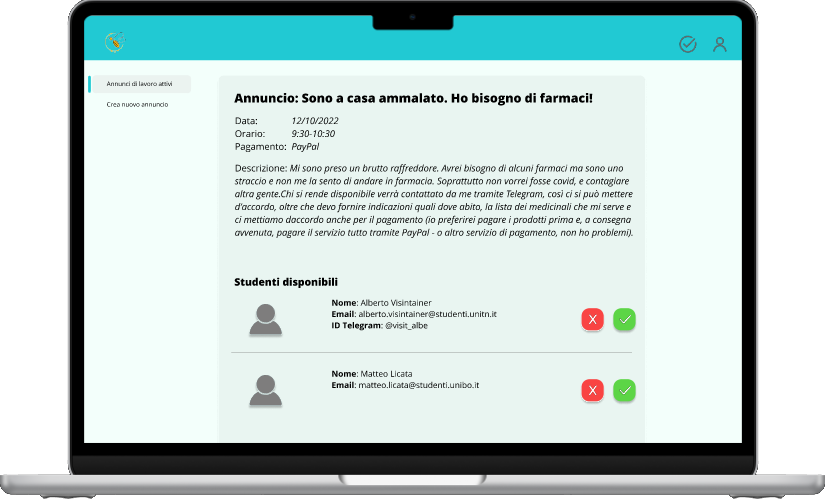 Annunci di lavoro attivi
Crea nuovo annuncio
Annuncio: Sono a casa ammalato. Ho bisogno di farmaci!
Data: 12/10/2022
Orario: 9:30-10:30
Pagamento: PayPal
Descrizione: Mi sono preso un brutto raffreddore. Avrei bisogno di alcuni farmaci ma sono uno
straccio e non me la sento di andare in farmacia. Soprattutto non vorrei fosse covid, e contagiare
altra gente.Chi si rende disponibile verrà contattato da me tramite Telegram, così ci si può mettere
d'accordo, oltre che devo fornire indicazioni quali dove abito, la lista dei medicinali che mi serve e
ci mettiamo daccordo anche per il pagamento (io preferirei pagare i prodotti prima e, a consegna
avvenuta, pagare il servizio tutto tramite PayPal - o altro servizio di pagamento, non ho problemi).
Studenti disponibili
Nome: Alberto Visintainer
Email: alberto.visintainer@studenti.unitn.it
ID Telegram: @visit_albe
X
Nome: Matteo Licata
Email: matteo.licata@studenti.unibo.it
X